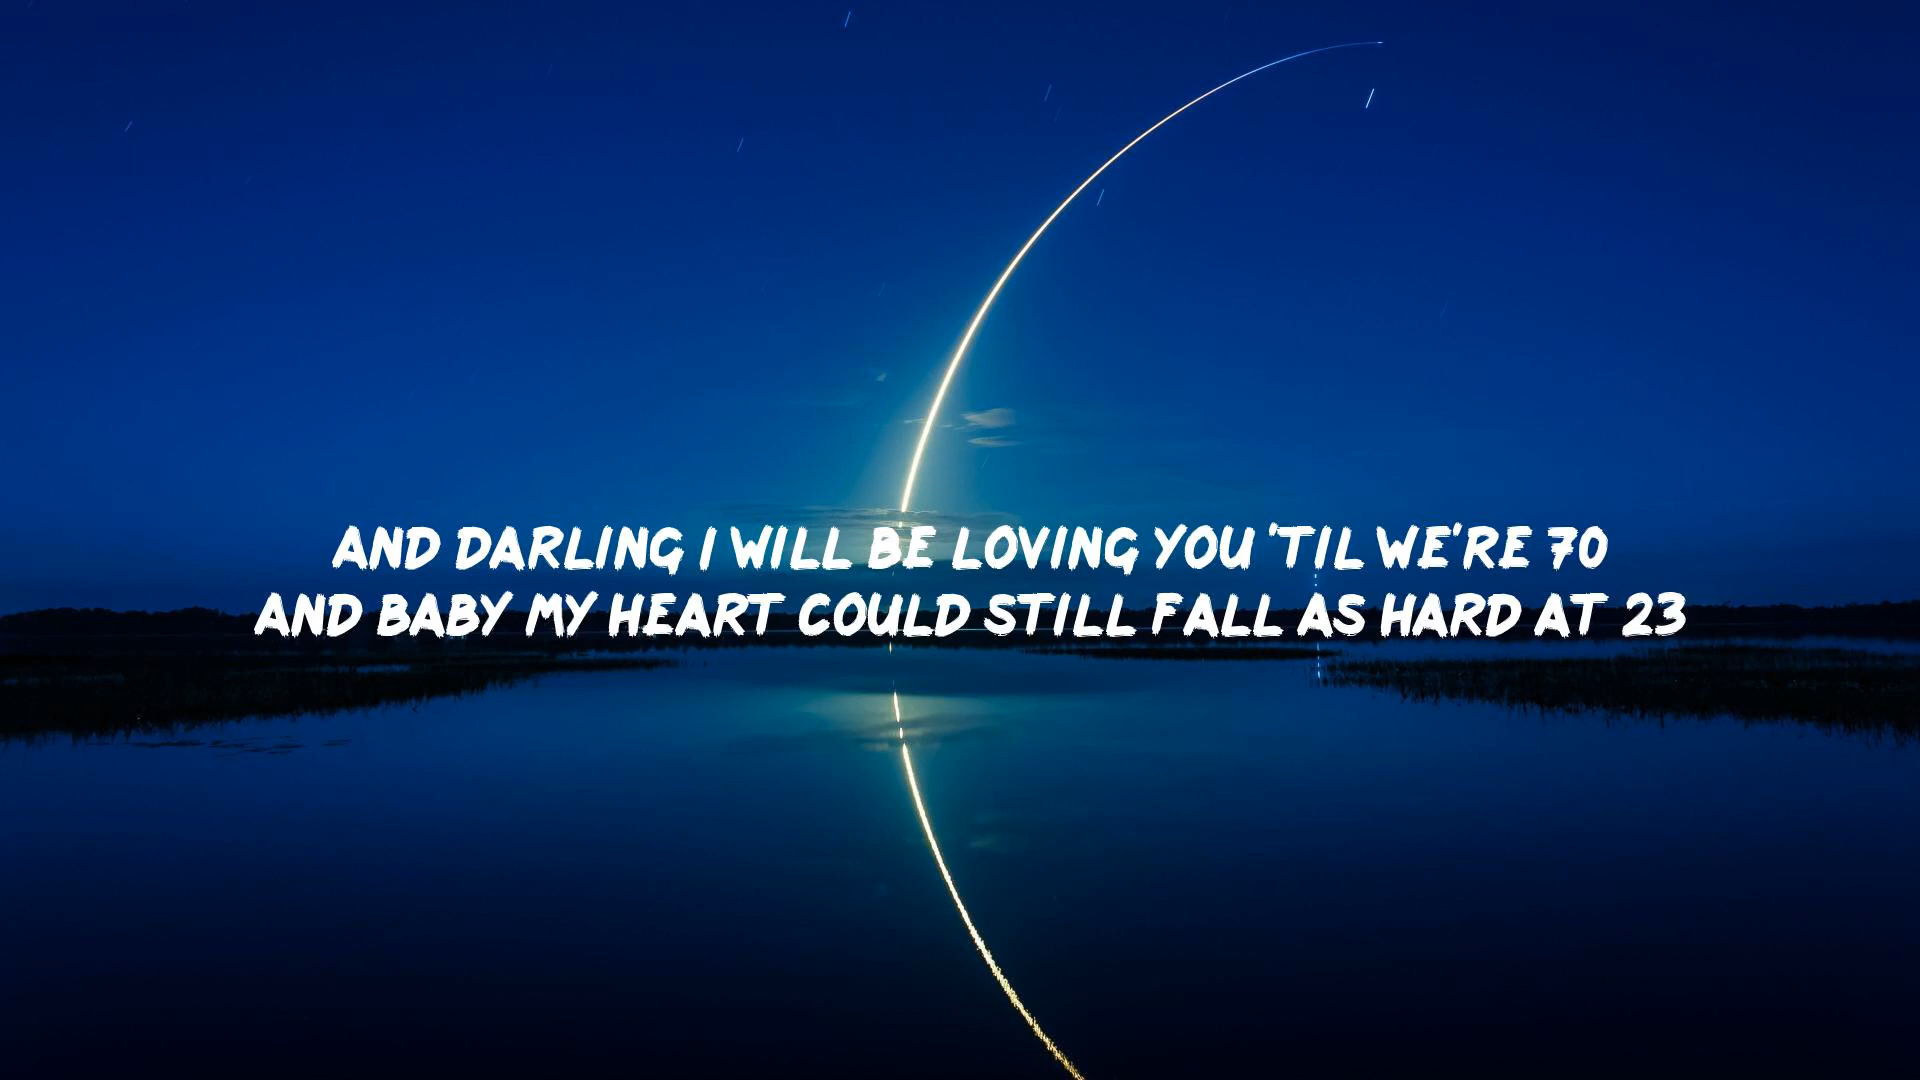 AND DARLING I WILL BE LOVING YOU 'TIL WE'RE 70
AND BABY MY HEART COULD STILL FALL AS HARD AT 23